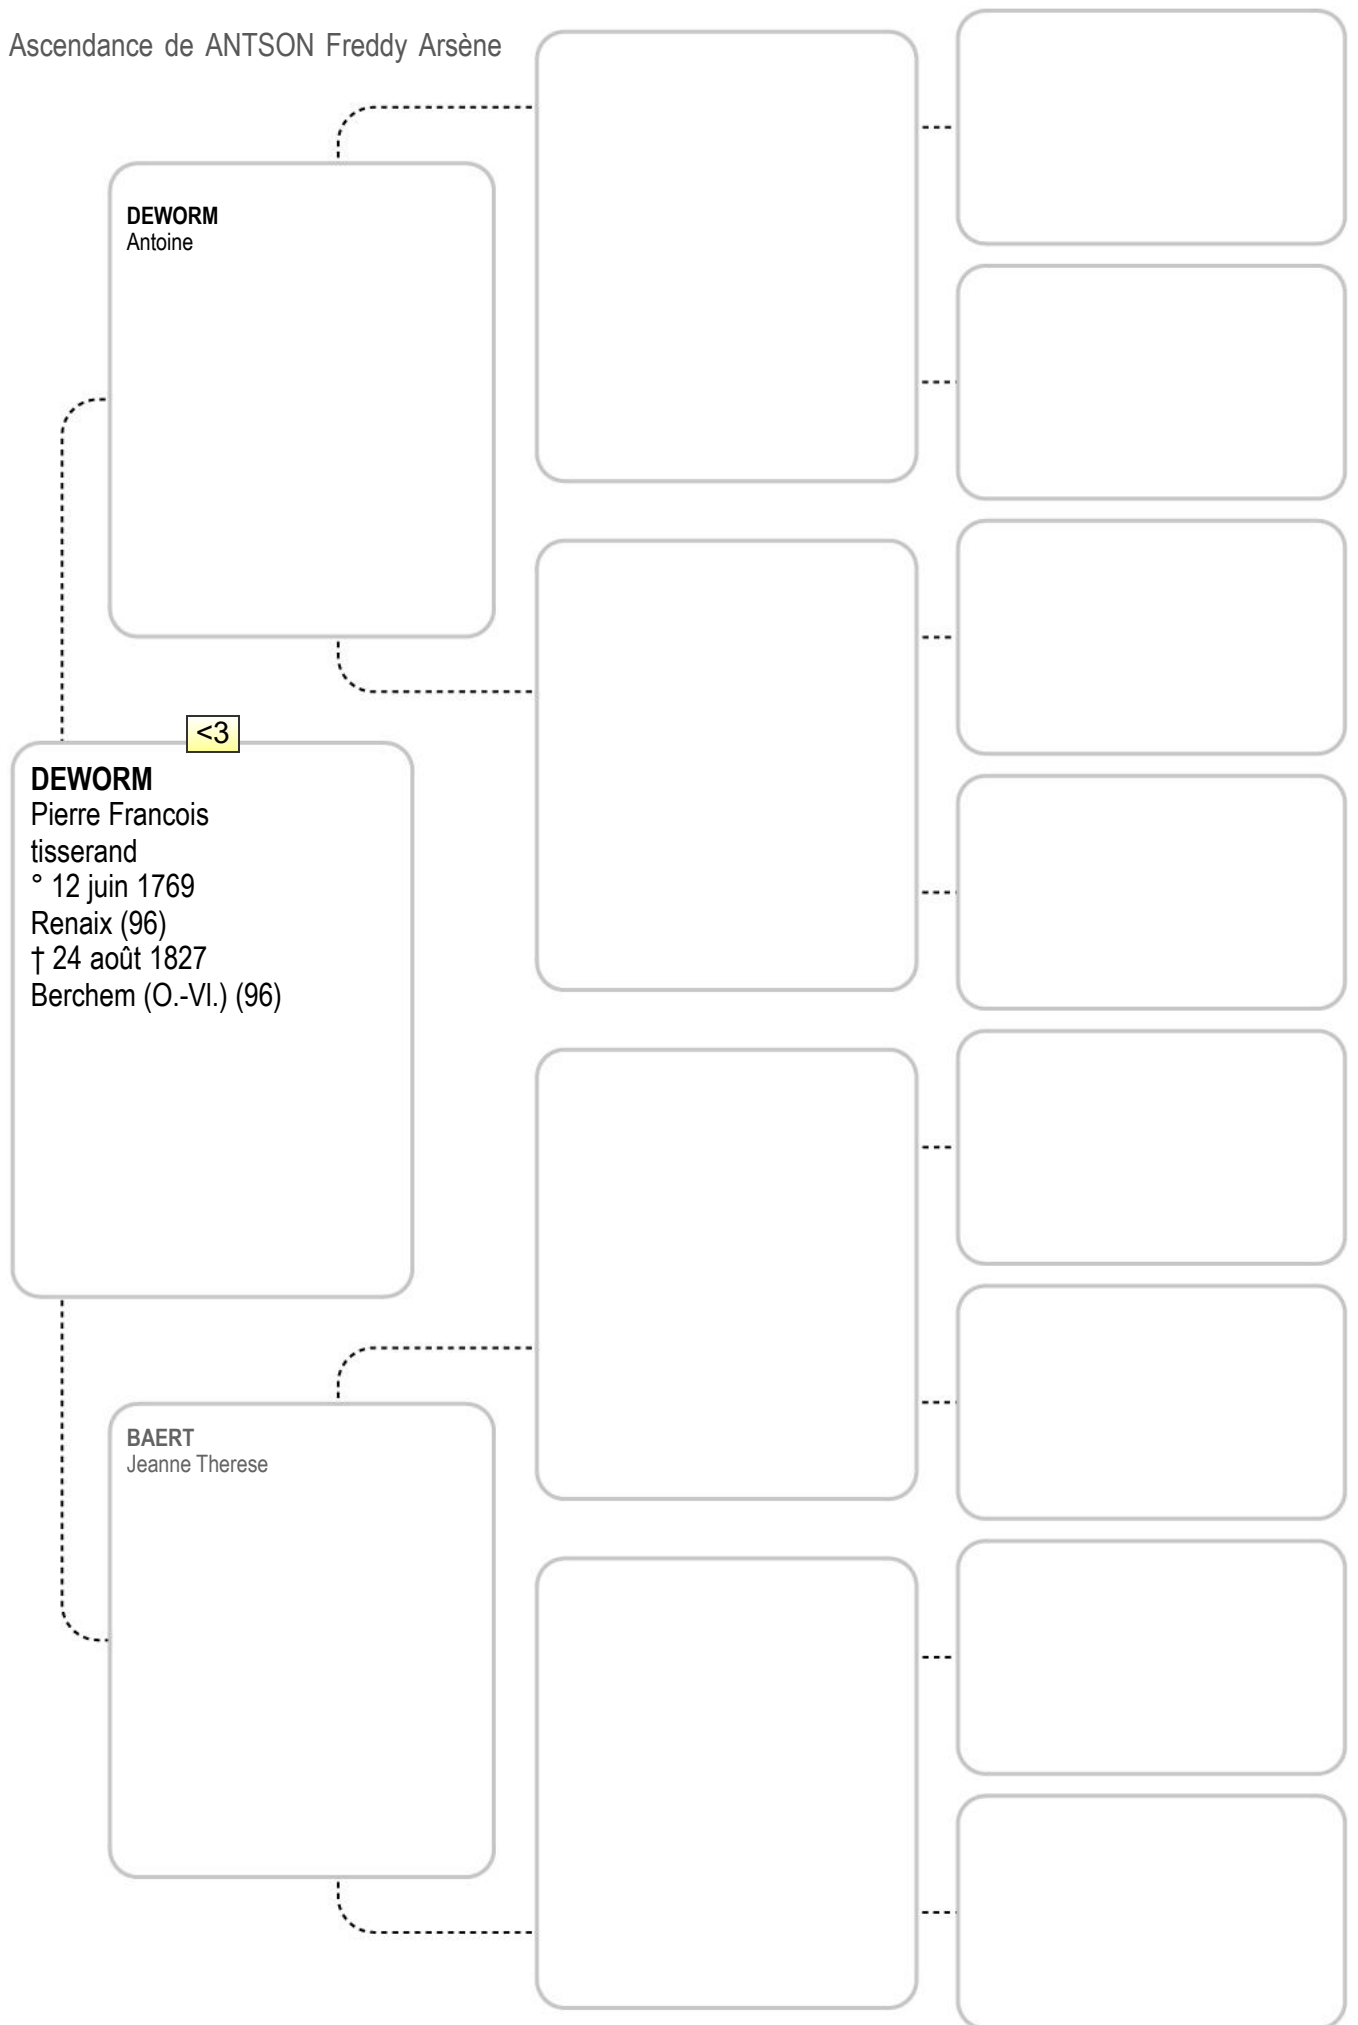 Ascendance de ANTSON Freddy Arsène
DEWORM
Antoine
<3
DEWORM
Pierre Francois
tisserand
° 12 juin 1769
Renaix (96)
† 24 août 1827
Berchem (O.-Vl.) (96)
BAERT
Jeanne Therese